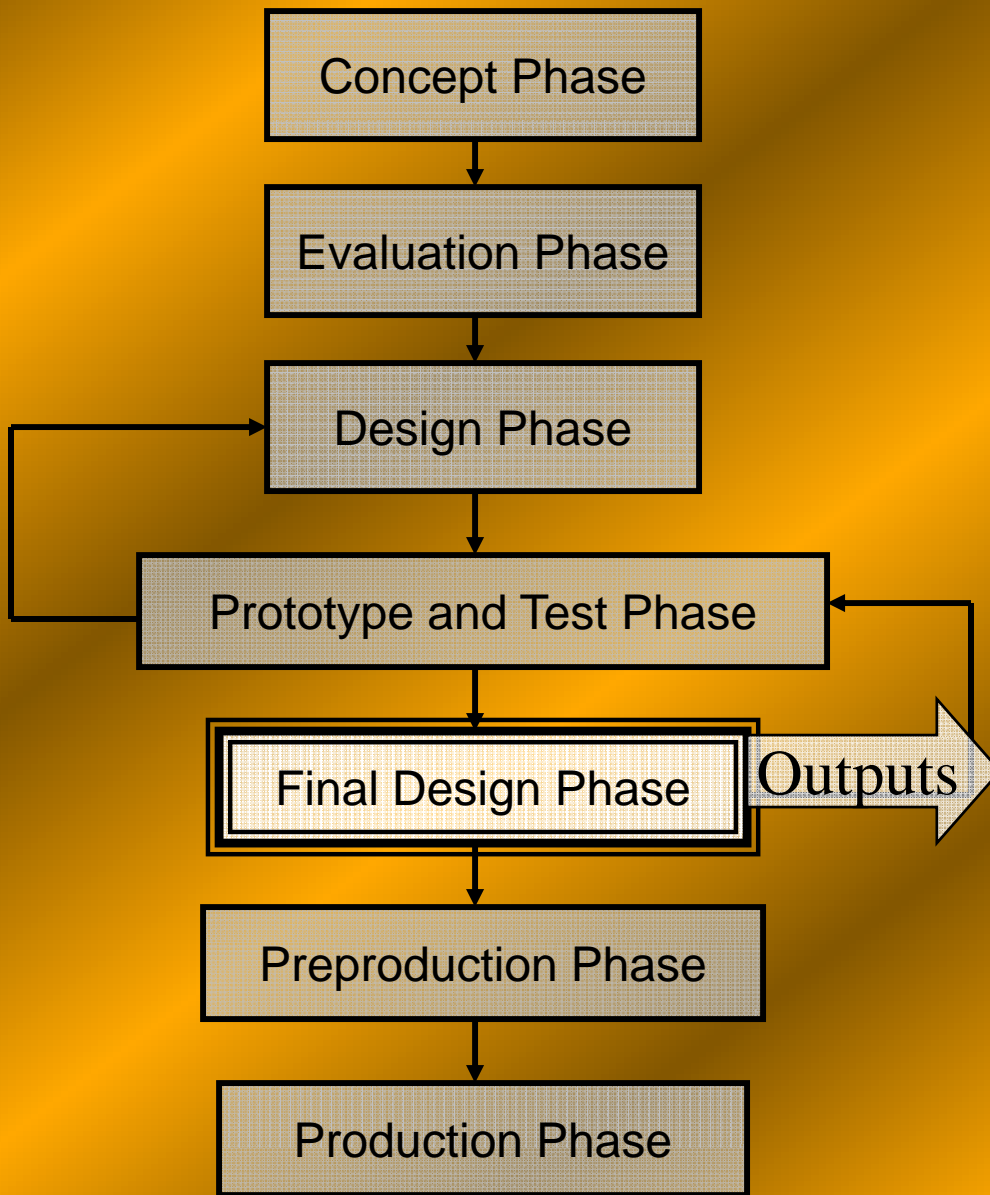 Concept Phase
Evaluation Phase
Design Phase
Prototype and Test Phase
Final Design Phase
Outputs
Preproduction Phase
Production Phase